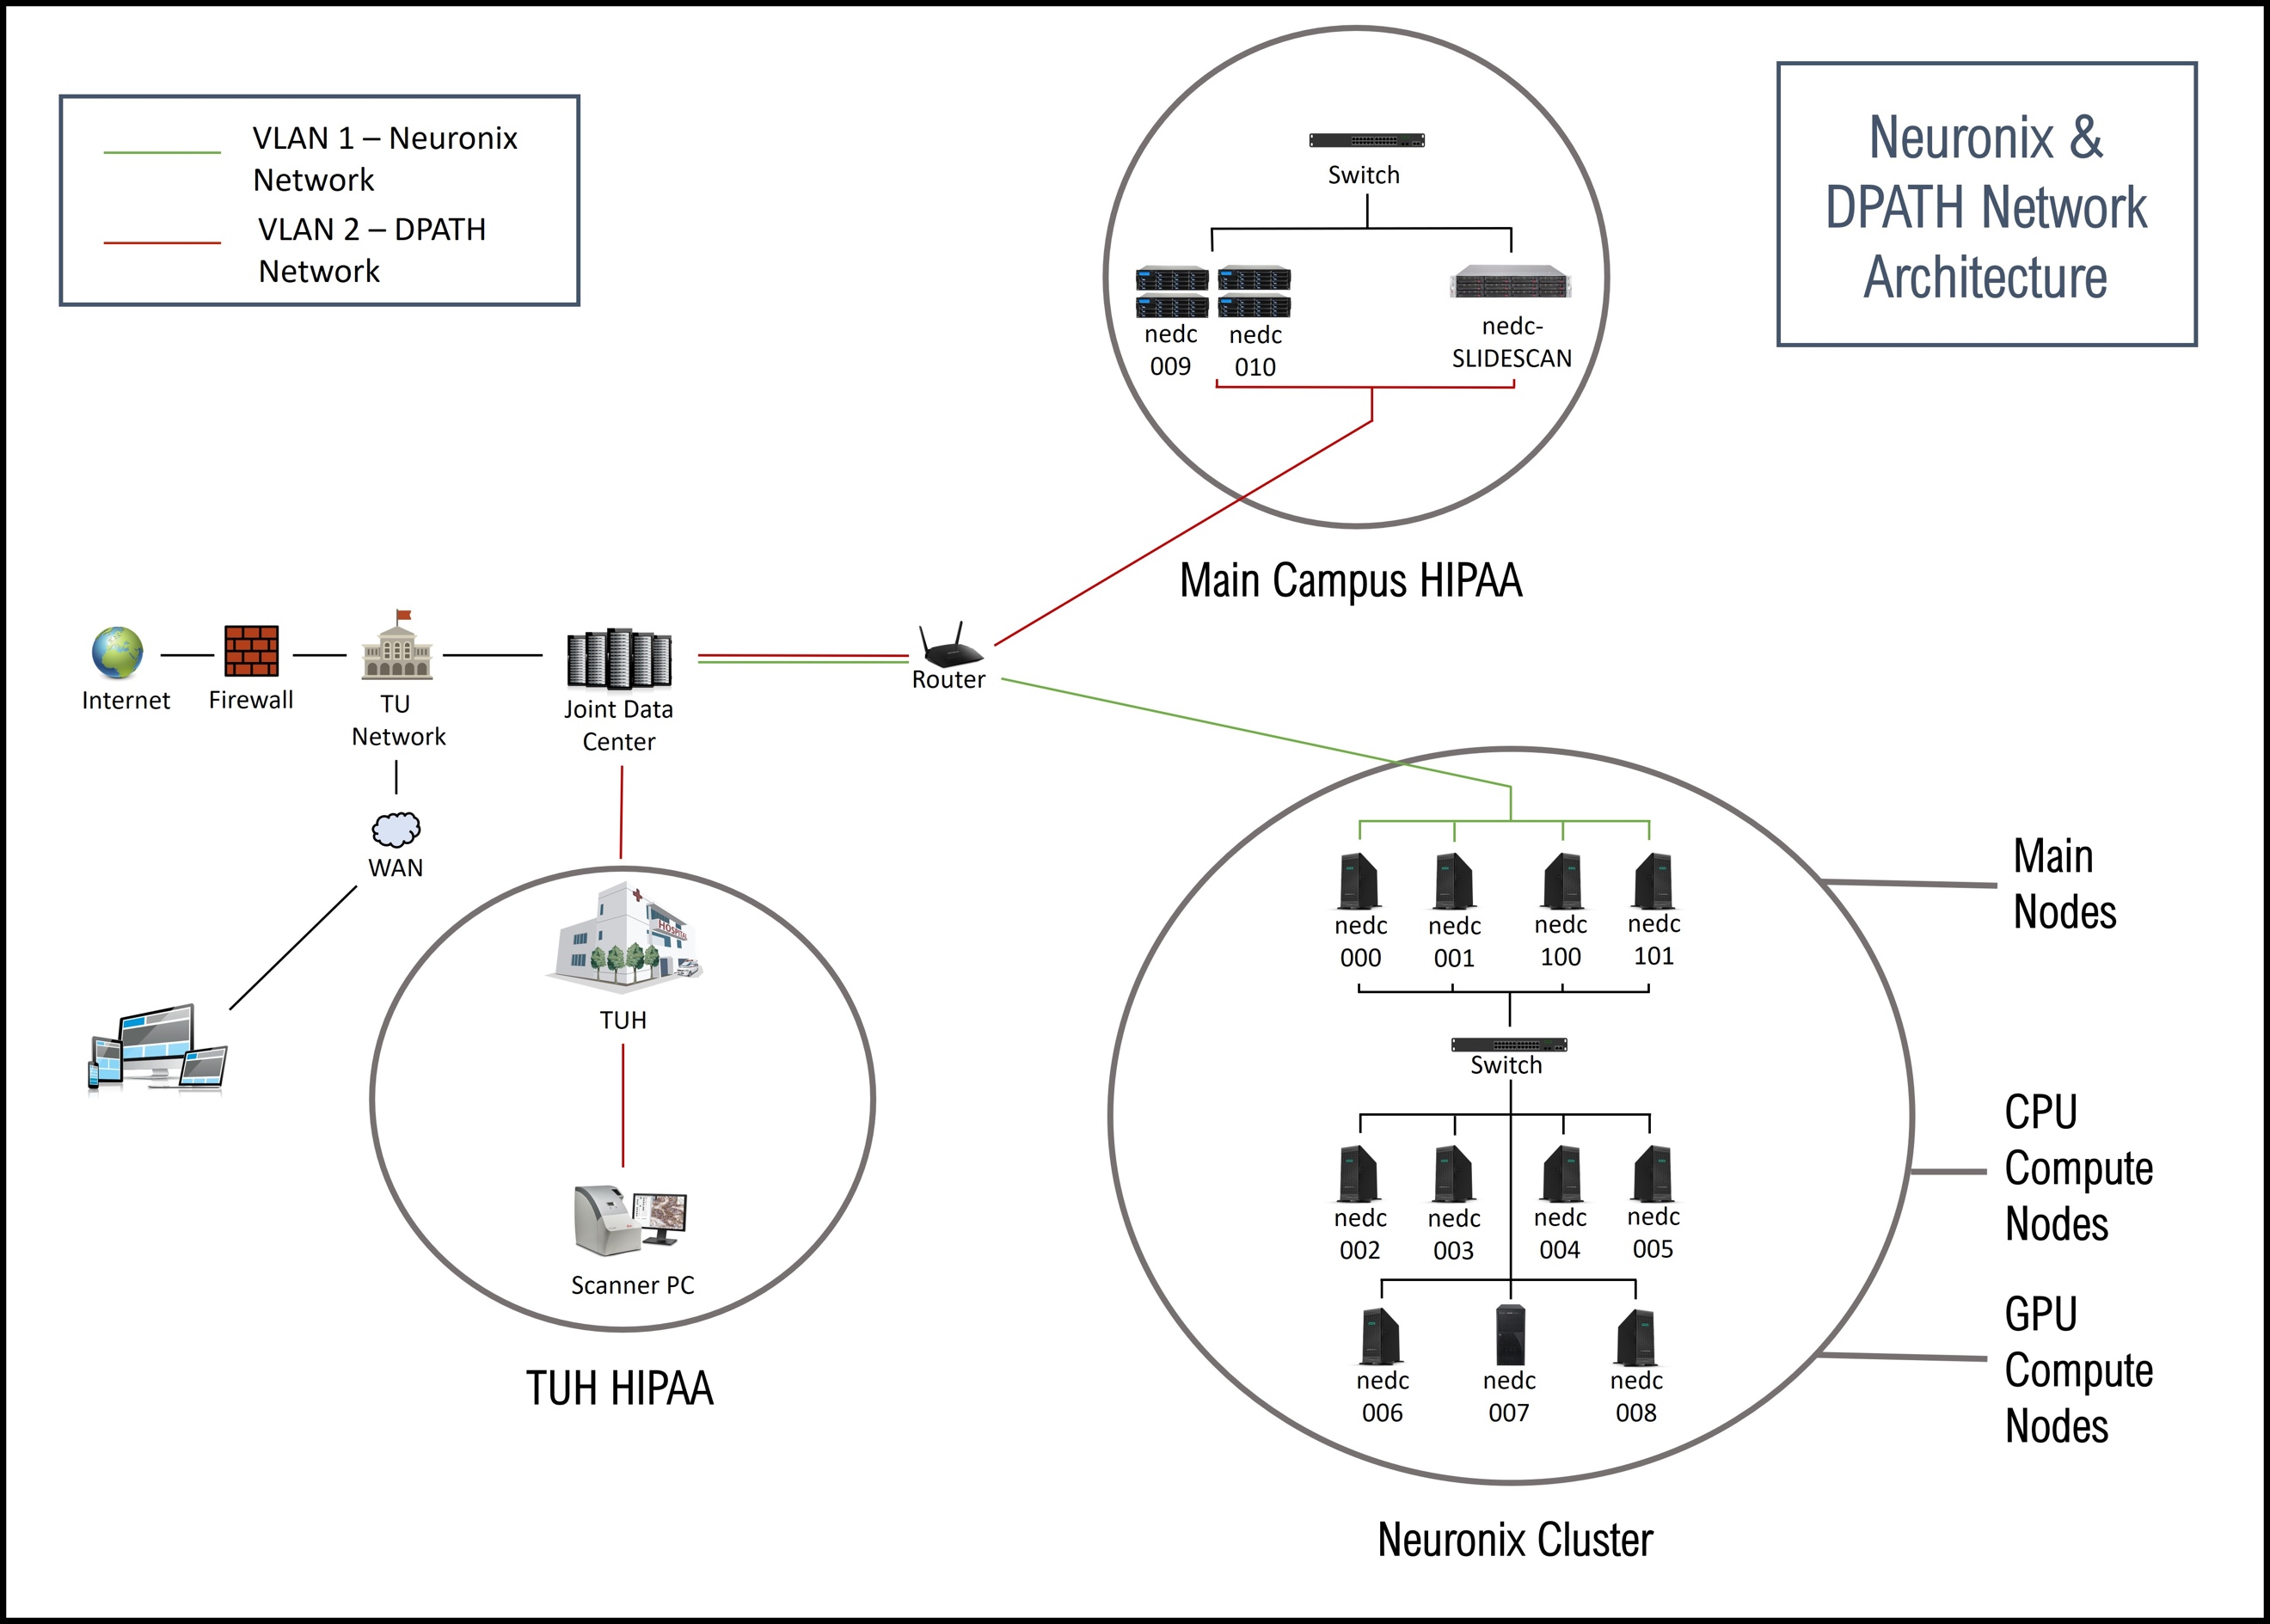 VLAN 1 – Neuronix
Network
VLAN 2 – DPATH
Network
Neuronix &
DPATH Network
Architecture
Switch
nedc
009
nedc
010
nedc-
SLIDESCAN
Main Campus HIPAA
Internet
Firewall
TU
Network
Joint Data
Center
Router
WAN
HOSPITAL
TUH
Scanner PC
TUH HIPAA
nedc
000
nedc
001
nedc
100
nedc
101
Main
Nodes
Switch
nedc
002
nedc
003
nedc
004
nedc
005
CPU
Compute
Nodes
nedc
006
nedc
007
nedc
008
GPU
Compute
Nodes
Neuronix Cluster